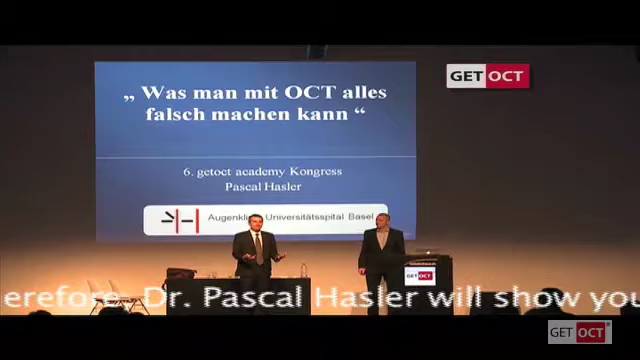 „ Was man mit OCT alles
falsch machen kann “
GET OCT
6. getoct academy Kongress
Pascal Hasler
Augenklinik Universitätsspital Basel
GET OCT
erefore, Dr. Pascal Hasler will show you
GET OCT